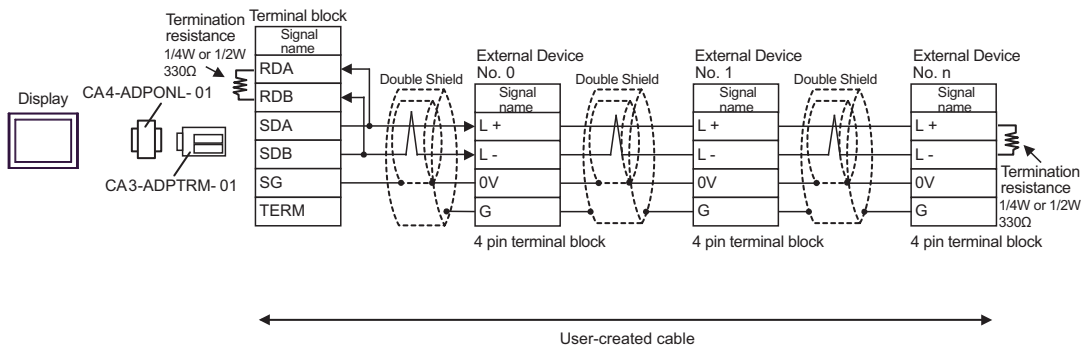 Display
CA4-ADPONL- 01
CA3-ADPTRM- 01
Termination
resistance
1/4W or 1/2W
330Ω
Terminal block
Signal
name
RDA
RDB
SDA
SDB
SG
TERM
Double Shield
External Device
No. 0
Signal
name
L +
L -
0V
G
4 pin terminal block
Double Shield
External Device
No. 1
Signal
name
L +
L -
0V
G
4 pin terminal block
Double Shield
External Device
No. n
Signal
name
L +
L -
0V
G
4 pin terminal block
Termination
resistance
1/4W or 1/2W
330Ω
User-created cable